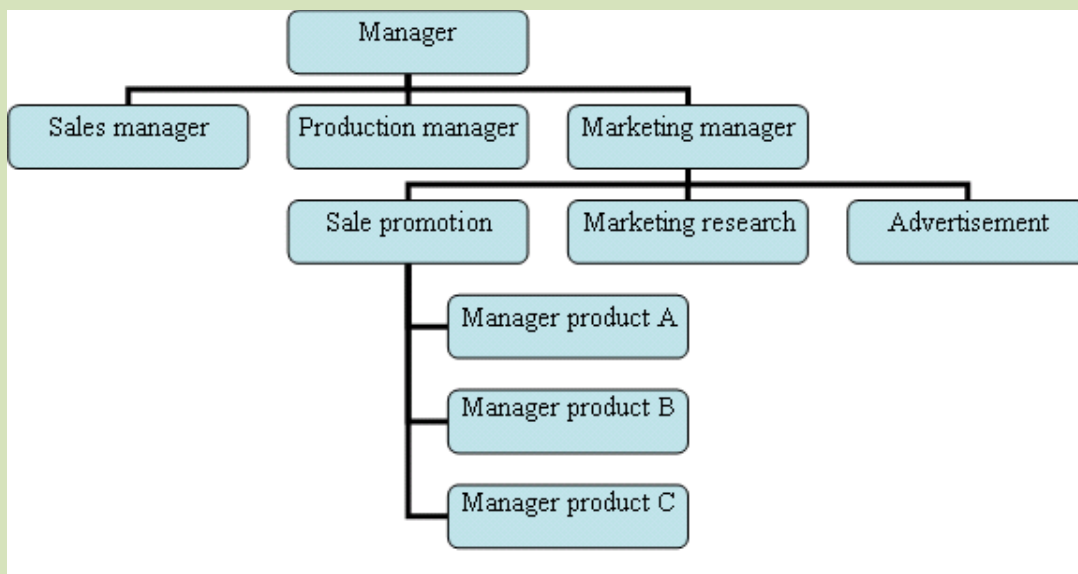 Manager
Sales manager
Production manager
Marketing manager
Sale promotion
Marketing research
Advertisement
Manager product A
Manager product B
Manager product C